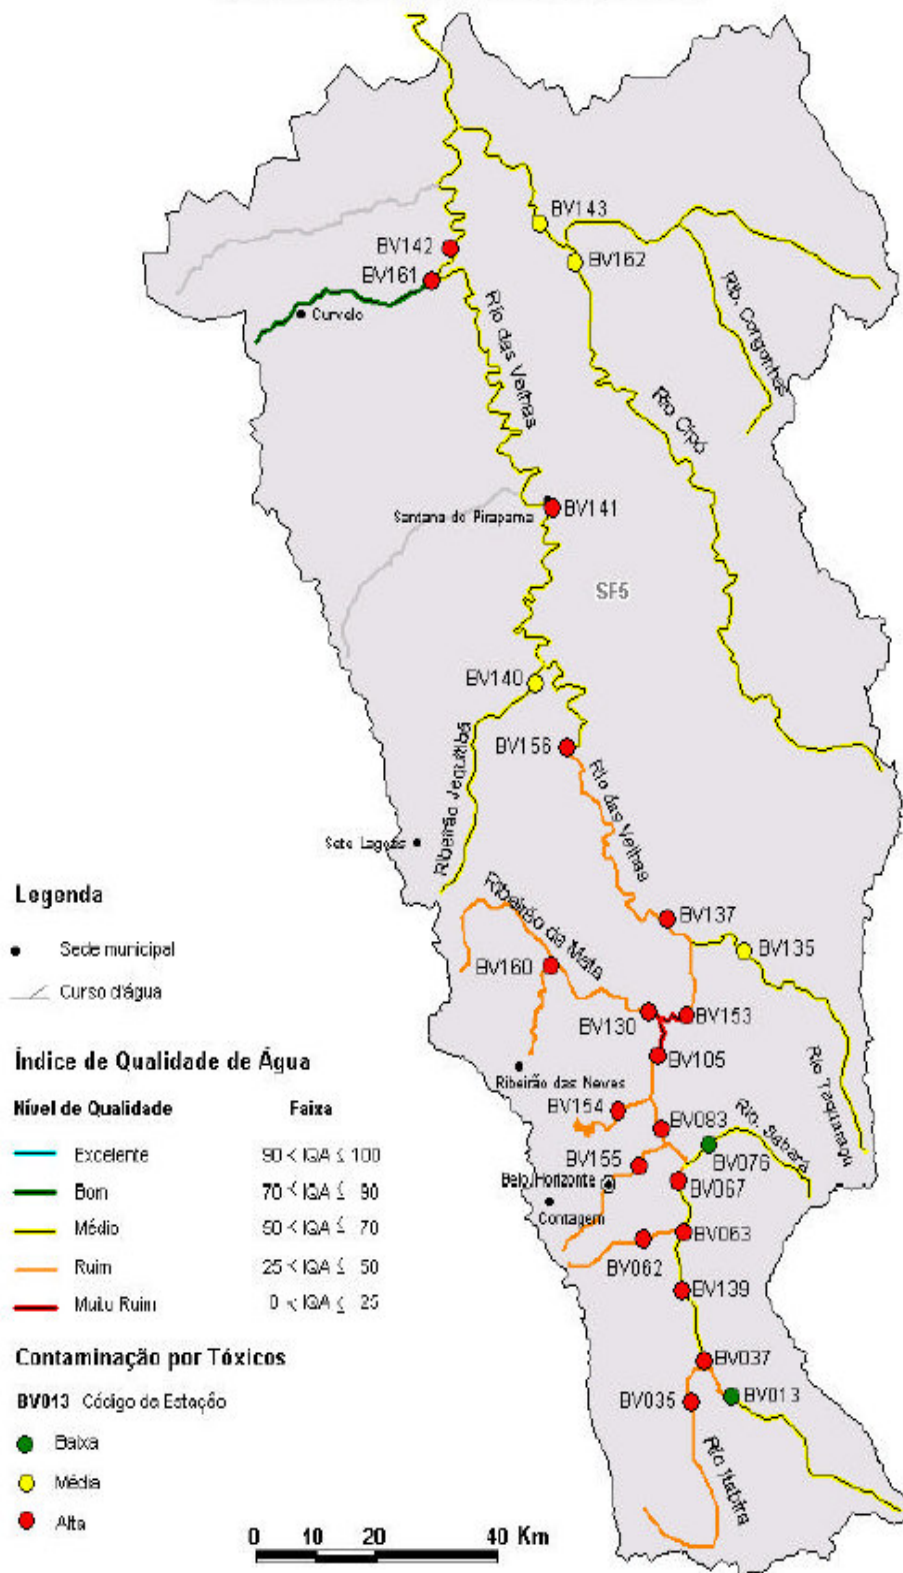 BV143
BV142
BV162
BV161
Curvelo
Rio das Velhas
Rib. Congonhas
Rio Cipó
Santana do Pirapama
BV141
SF5
BV140
BV156
Ribeirão Jequitibá
Rio das Velhas
Sete Lagoas
Ribeirão da Mata
BV137
BV135
BV160
BV130
BV153
BV105
Ribeirão das Neves
Rio Taquaraçu
BV154
BV083
Rib. Sabará
BV155
BV076
Belo Horizonte
BV067
Contagem
BV063
BV062
BV139
BV037
BV035
BV013
Rio Itabira
Legenda
Sede municipal
Curso d'água
Índice de Qualidade de Água
Nível de Qualidade Faixa
Excelente 90 < IQA ≤ 100
Bom 70 < IQA ≤ 90
Médio 50 < IQA ≤ 70
Ruim 25 < IQA ≤ 50
Muito Ruim 0 < IQA ≤ 25
Contaminação por Tóxicos
BV013 Código da Estação
Baixa
Média
Alta
0 10 20 40 Km